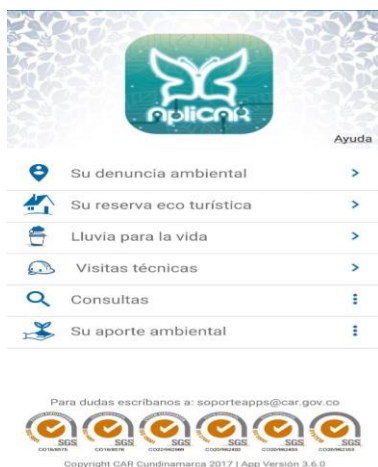 apliCAR
Ayuda
Su denuncia ambiental
Su reserva eco turística
Lluvia para la vida
Visitas técnicas
Consultas
Su aporte ambiental
Para dudas escríbanos a: soporteapps@car.gov.co
SGS SGS SGS SGS SGS SGS
Copyright CAR Cundinamarca 2017 | App Versión 3.6.0